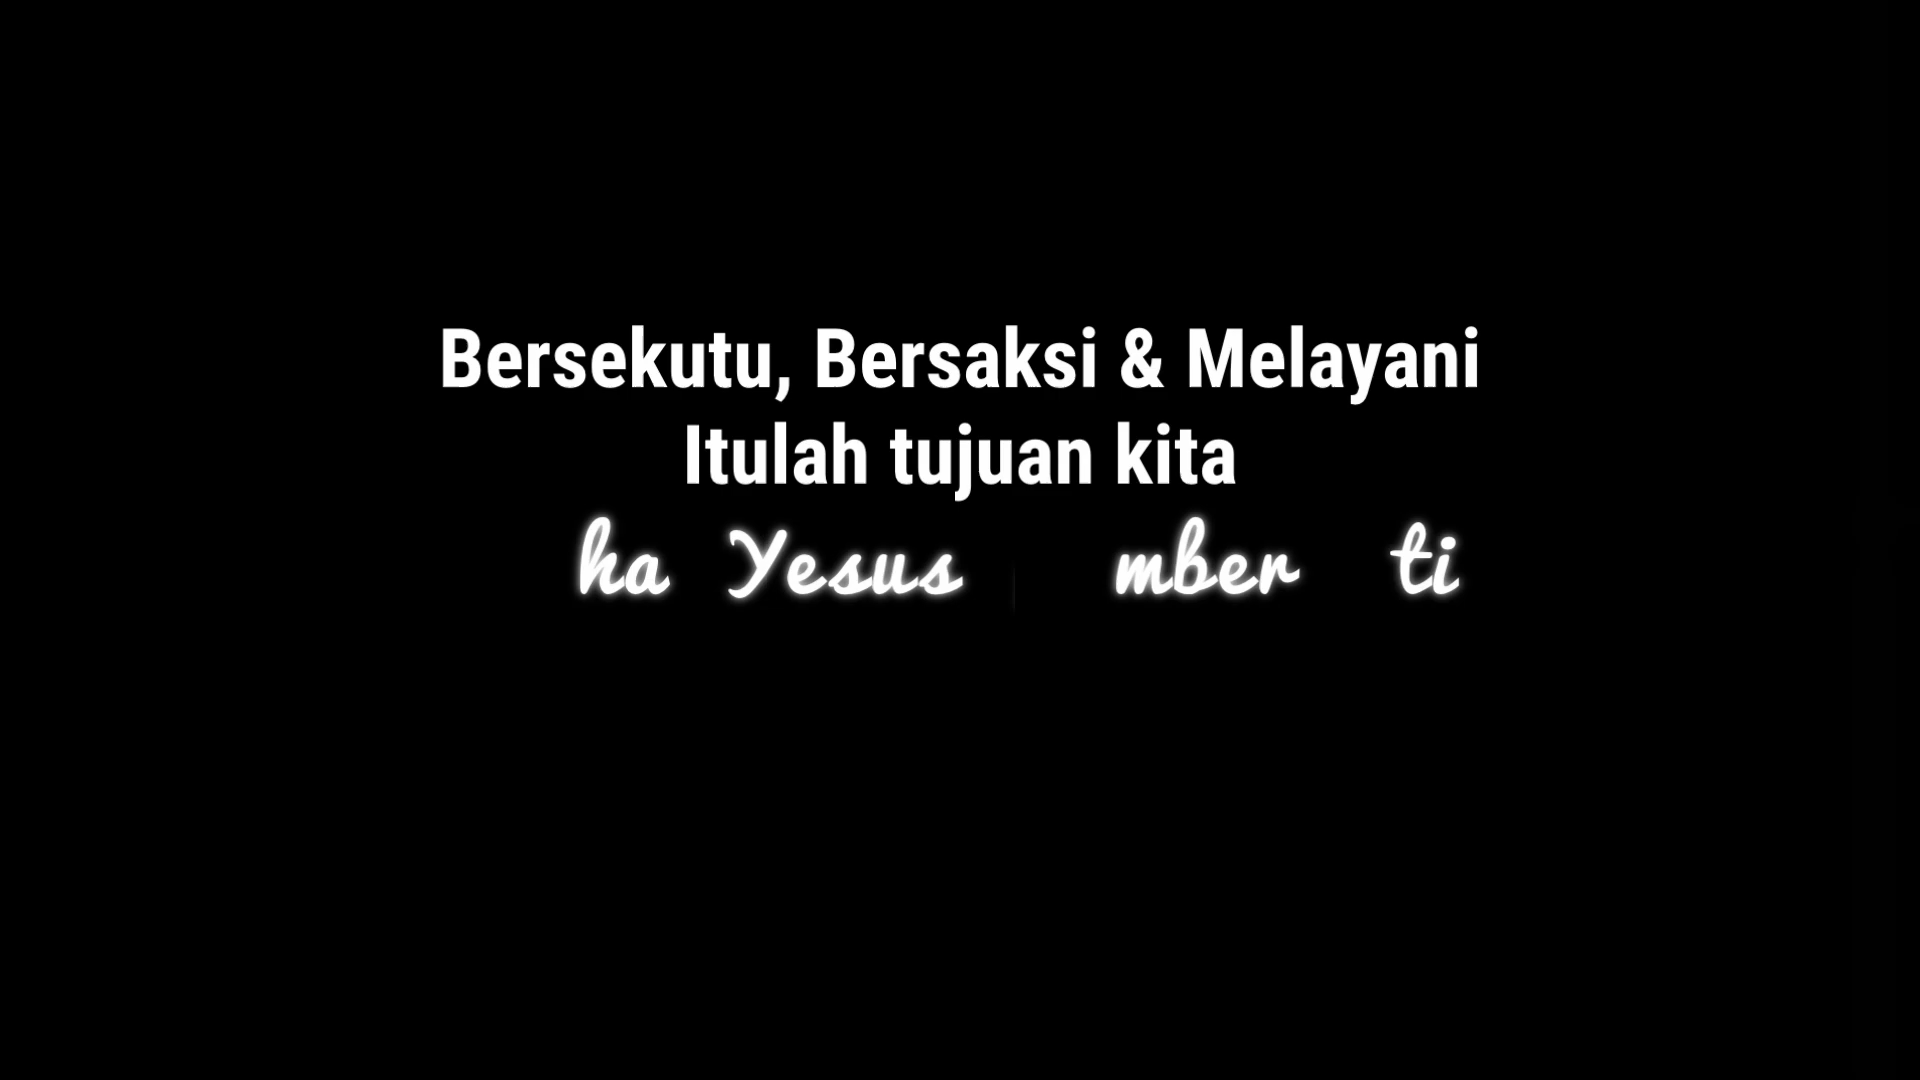 Bersekutu, Bersaksi & Melayani
Itulah tujuan kita
ha Yesus mber ti